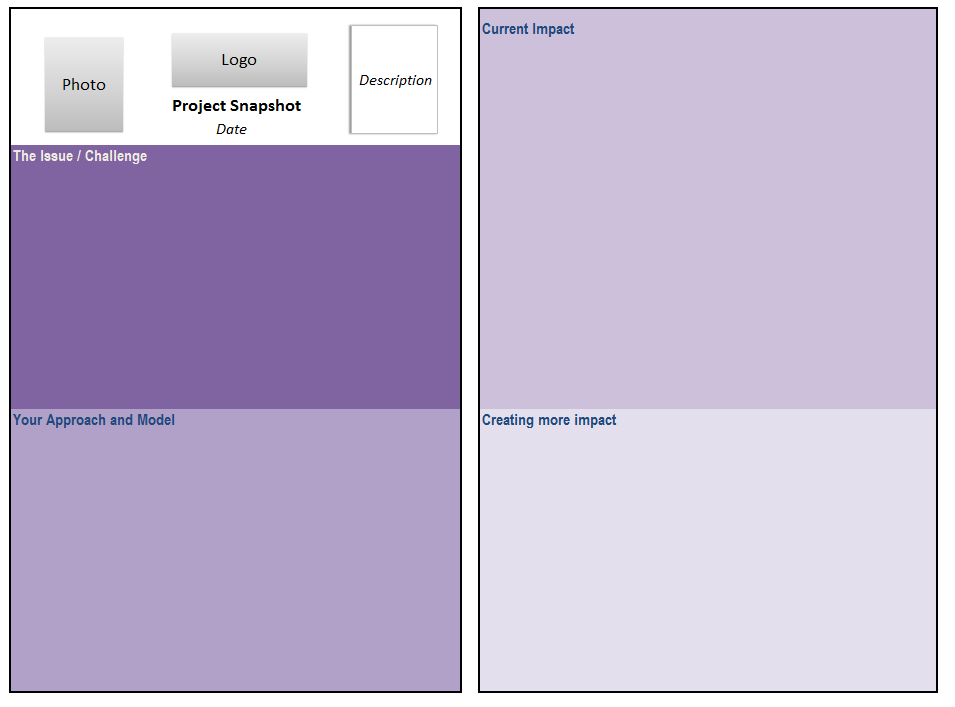 Photo
Logo
Description
Project Snapshot
Date
The Issue / Challenge
Your Approach and Model
Current Impact
Creating more impact